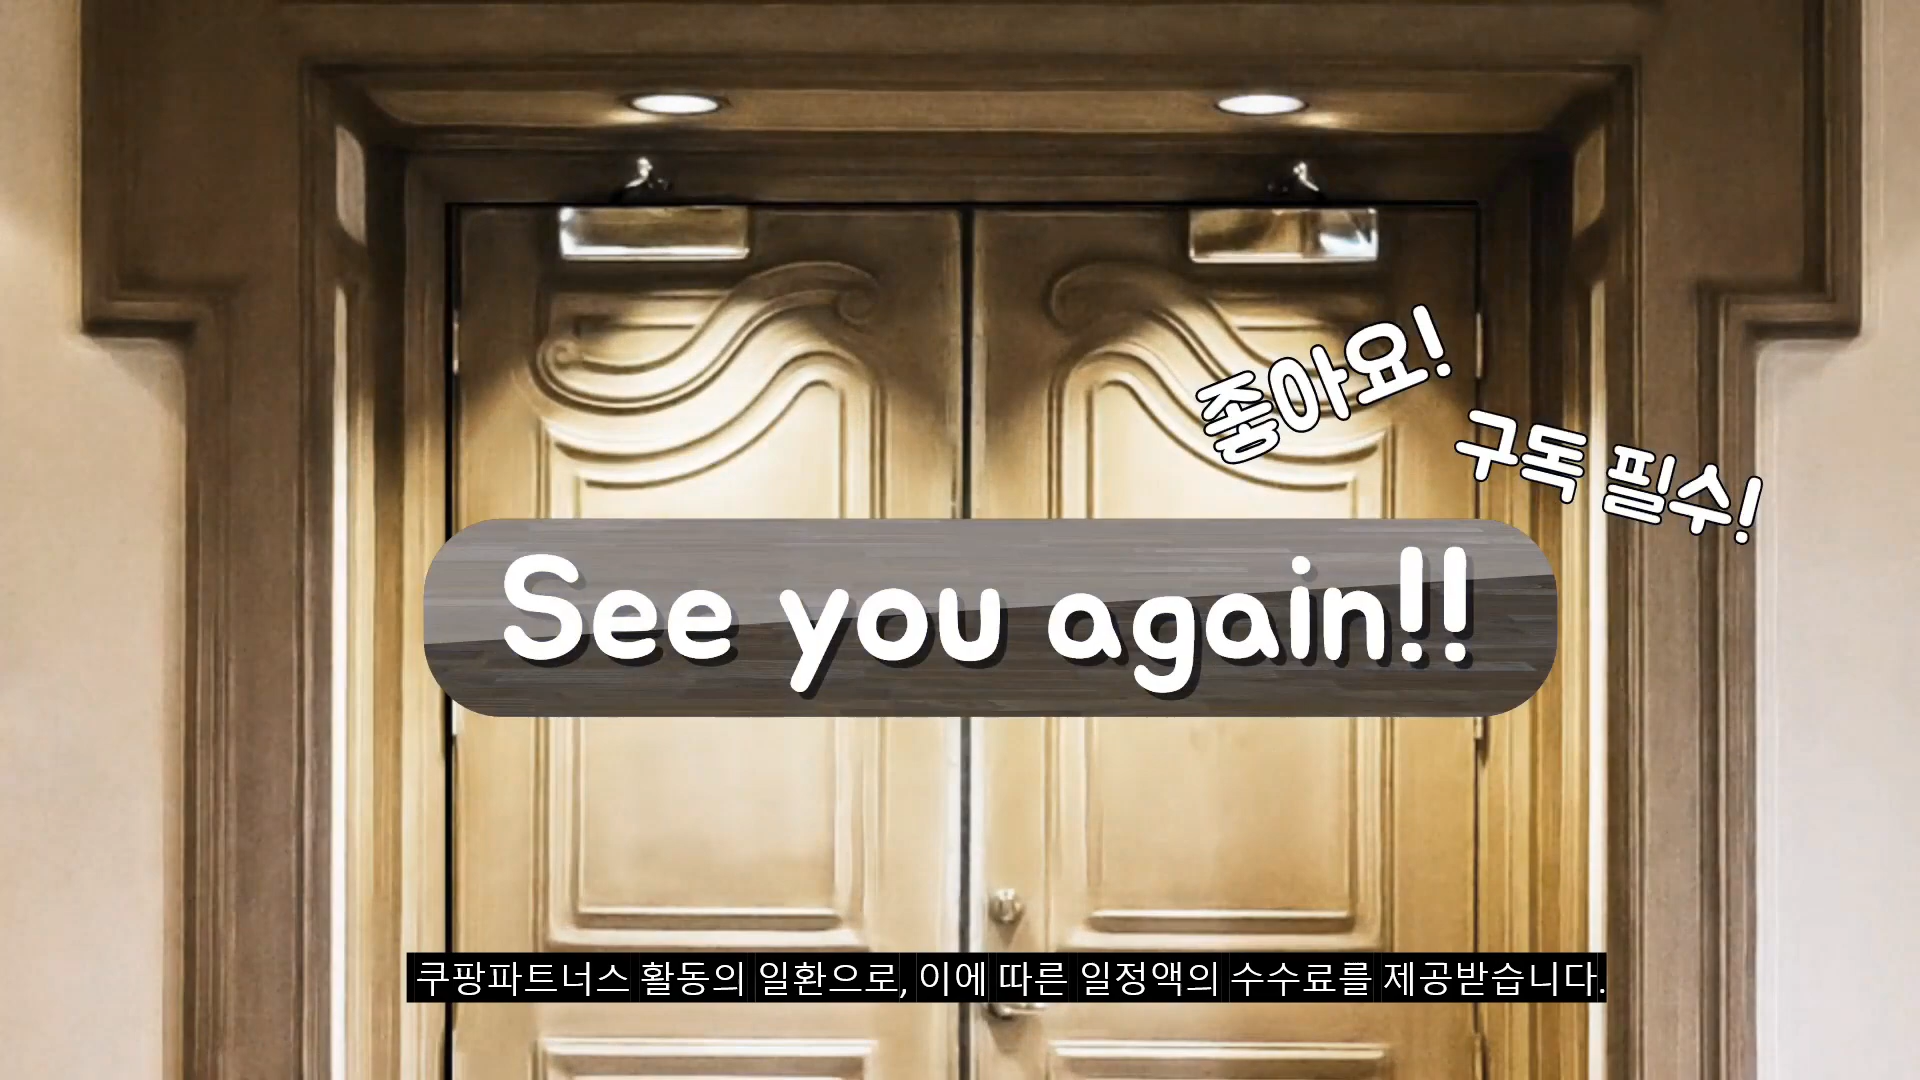 좋아요!
구독 필수!
See you again!!
쿠팡파트너스 활동의 일환으로, 이에 따른 일정액의 수수료를 제공받습니다.